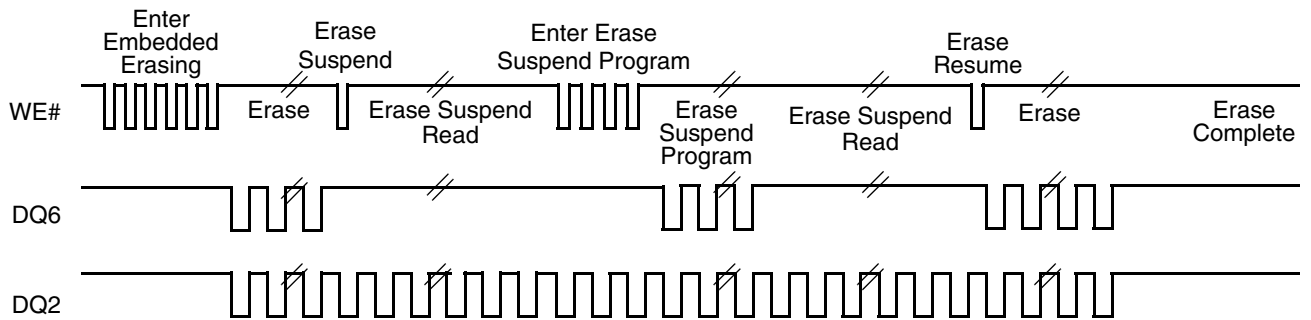 Enter
Embedded
Erasing
Erase
Suspend
Enter Erase
Suspend Program
Erase
Resume
WE#
Erase
Erase Suspend
Read
Erase
Suspend
Program
Erase Suspend
Read
Erase
Erase
Complete
DQ6
DQ2